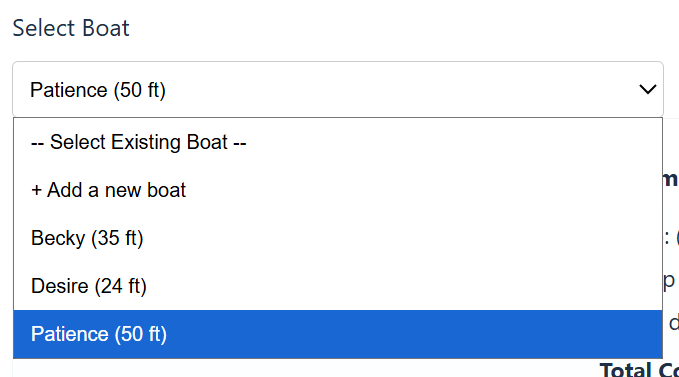 Select Boat
Patience (50 ft)
-- Select Existing Boat --
+ Add a new boat
Becky (35 ft)
Desire (24 ft)
Patience (50 ft)
: (
d
Total Co